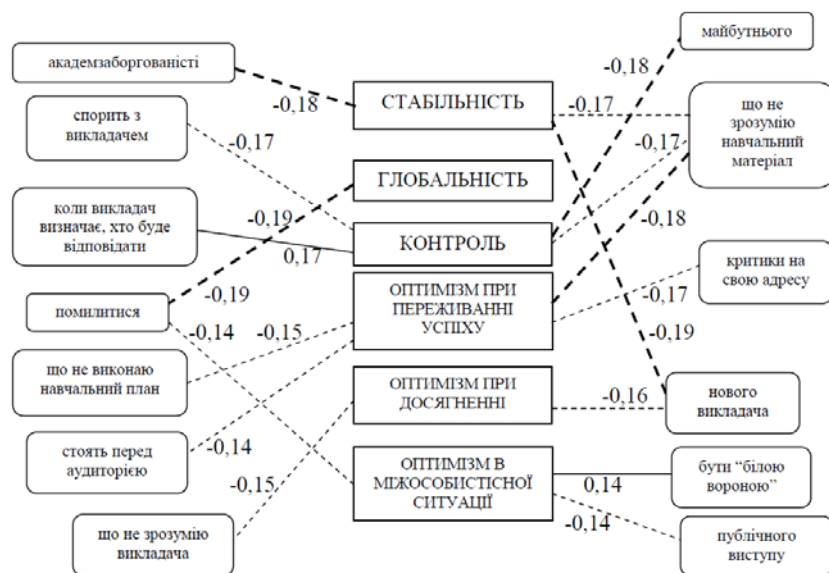 академзаборгованісті
спорить з
викладачем
коли викладач
визначає, хто буде
відповідати
помилитися
що не виконаю
навчальний план
стоять перед
аудиторією
що не зрозумію
викладача
-0,18
-0,17
-0,19
0,17
-0,19
-0,14
-0,15
-0,14
-0,15
СТАБІЛЬНІСТЬ
ГЛОБАЛЬНІСТЬ
КОНТРОЛЬ
ОПТИМІЗМ ПРИ
ПЕРЕЖИВАННІ
УСПІХУ
ОПТИМІЗМ ПРИ
ДОСЯГНЕННІ
ОПТИМІЗМ В
МІЖОСОБИСТІСНОЇ
СИТУАЦІЇ
-0,18
-0,17
-0,17
-0,18
-0,17
-0,19
-0,16
0,14
-0,14
майбутнього
що не
зрозумію
навчальний
матеріал
критики на
свою адресу
нового
викладача
бути “білою
вороною”
публічного
виступу